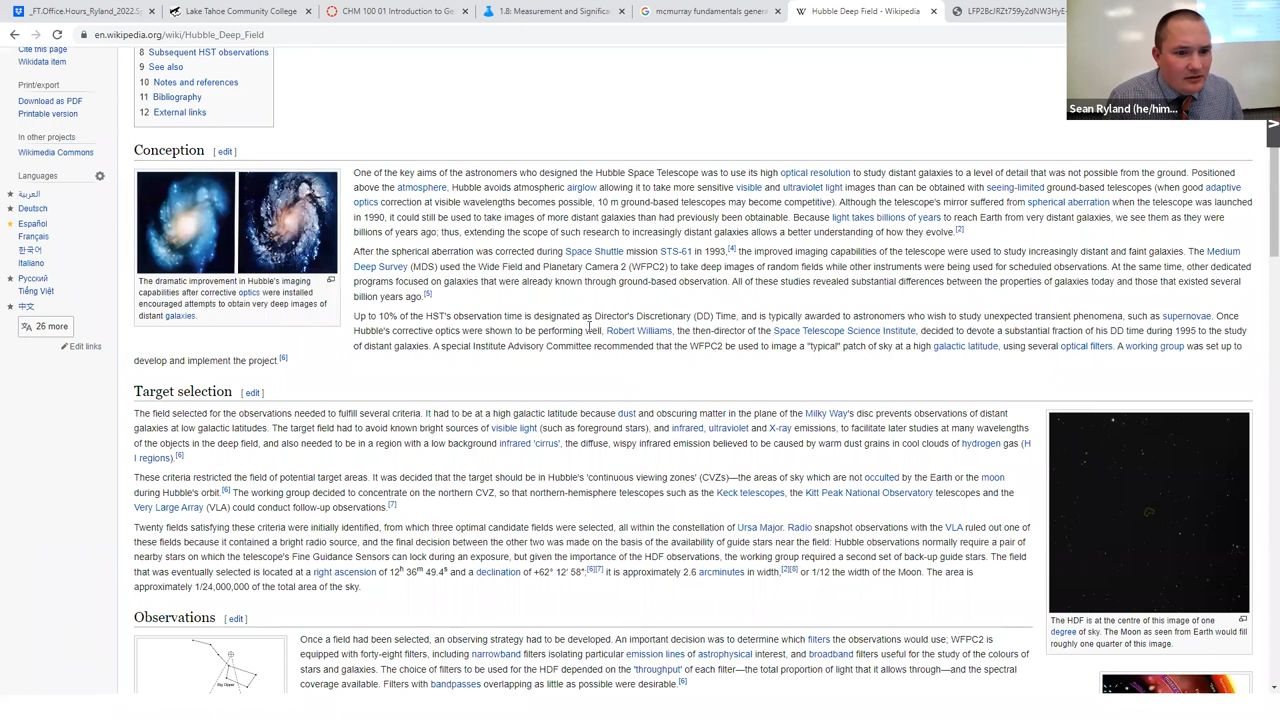 _FT.Office.Hours_Ryland_2022.S
Lake Tahoe Community College
CHM 100 01 Introduction to Ge
1.8: Measurement and Significa
mcmurray fundamentals genera
Hubble Deep Field - Wikipedia
en.wikipedia.org/wiki/Hubble_Deep_Field
Sean Ryland (he/him...
Cite this page
Wikidata item
Print/export
Download as PDF
Printable version
In other projects
Wikimedia Commons
Languages
العربية
Deutsch
Español
Français
한국어
Italiano
Русский
Tiếng Việt
中文
26 more
Edit links
8 Subsequent HST observations
9 See also
10 Notes and references
11 Bibliography
12 External links
Conception [ edit ]
The dramatic improvement in Hubble's imaging
capabilities after corrective optics were installed
encouraged attempts to obtain very deep images of
distant galaxies.
One of the key aims of the astronomers who designed the Hubble Space Telescope was to use its high optical resolution to study distant galaxies to a level of detail that was not possible from the ground. Positioned
above the atmosphere, Hubble avoids atmospheric airglow allowing it to take more sensitive visible and ultraviolet light images than can be obtained with seeing-limited ground-based telescopes (when good adaptive
optics correction at visible wavelengths becomes possible, 10 m ground-based telescopes may become competitive). Although the telescope's mirror suffered from spherical aberration when the telescope was launched
in 1990, it could still be used to take images of more distant galaxies than had previously been obtainable. Because light takes billions of years to reach Earth from very distant galaxies, we see them as they were
billions of years ago; thus, extending the scope of such research to increasingly distant galaxies allows a better understanding of how they evolve.[2]
After the spherical aberration was corrected during Space Shuttle mission STS-61 in 1993,[4] the improved imaging capabilities of the telescope were used to study increasingly distant and faint galaxies. The Medium
Deep Survey (MDS) used the Wide Field and Planetary Camera 2 (WFPC2) to take deep images of random fields while other instruments were being used for scheduled observations. At the same time, other dedicated
programs focused on galaxies that were already known through ground-based observation. All of these studies revealed substantial differences between the properties of galaxies today and those that existed several
billion years ago.[5]
Up to 10% of the HST's observation time is designated as Director's Discretionary (DD) Time, and is typically awarded to astronomers who wish to study unexpected transient phenomena, such as supernovae. Once
Hubble's corrective optics were shown to be performing well, Robert Williams, the then-director of the Space Telescope Science Institute, decided to devote a substantial fraction of his DD time during 1995 to the study
of distant galaxies. A special Institute Advisory Committee recommended that the WFPC2 be used to image a "typical" patch of sky at a high galactic latitude, using several optical filters. A working group was set up to
develop and implement the project.[6]
Target selection [ edit ]
The field selected for the observations needed to fulfill several criteria. It had to be at a high galactic latitude because dust and obscuring matter in the plane of the Milky Way's disc prevents observations of distant
galaxies at low galactic latitudes. The target field had to avoid known bright sources of visible light (such as foreground stars), and infrared, ultraviolet and X-ray emissions, to facilitate later studies at many wavelengths
of the objects in the deep field, and also needed to be in a region with a low background infrared 'cirrus', the diffuse, wispy infrared emission believed to be caused by warm dust grains in cool clouds of hydrogen gas (H
I regions).[6]
These criteria restricted the field of potential target areas. It was decided that the target should be in Hubble's 'continuous viewing zones' (CVZs)—the areas of sky which are not occulted by the Earth or the moon
during Hubble's orbit.[6] The working group decided to concentrate on the northern CVZ, so that northern-hemisphere telescopes such as the Keck telescopes, the Kitt Peak National Observatory telescopes and the
Very Large Array (VLA) could conduct follow-up observations.[7]
Twenty fields satisfying these criteria were initially identified, from which three optimal candidate fields were selected, all within the constellation of Ursa Major. Radio snapshot observations with the VLA ruled out one of
these fields because it contained a bright radio source, and the final decision between the other two was made on the basis of the availability of guide stars near the field: Hubble observations normally require a pair of
nearby stars on which the telescope's Fine Guidance Sensors can lock during an exposure, but given the importance of the HDF observations, the working group required a second set of back-up guide stars. The field
that was eventually selected is located at a right ascension of 12h 36m 49.4s and a declination of +62° 12′ 58″;[6][7] it is approximately 2.6 arcminutes in width,[2][8] or 1/12 the width of the Moon. The area is
approximately 1/24,000,000 of the total area of the sky.
The HDF is at the centre of this image of one
degree of sky. The Moon as seen from Earth would fill
roughly one quarter of this image.
Observations [ edit ]
Big Dipper
Once a field had been selected, an observing strategy had to be developed. An important decision was to determine which filters the observations would use; WFPC2 is
equipped with forty-eight filters, including narrowband filters isolating particular emission lines of astrophysical interest, and broadband filters useful for the study of the colours of
stars and galaxies. The choice of filters to be used for the HDF depended on the 'throughput' of each filter—the total proportion of light that it allows through—and the spectral
coverage available. Filters with bandpasses overlapping as little as possible were desirable.[6]